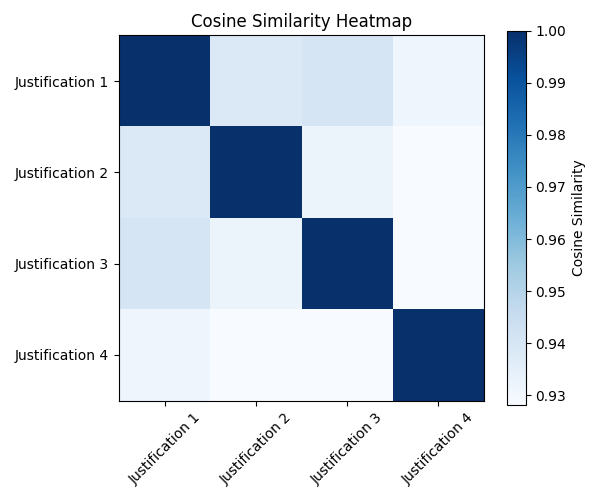 Cosine Similarity Heatmap
Justification 1
Justification 2
Justification 3
Justification 4
Justification 1
Justification 2
Justification 3
Justification 4
1.00
0.99
0.98
0.97
0.96
0.95
0.94
0.93
Cosine Similarity